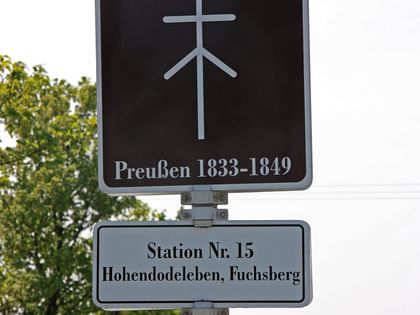 Preußen 1833-1849
Station Nr. 15
Hohendodeleben, Fuchsberg